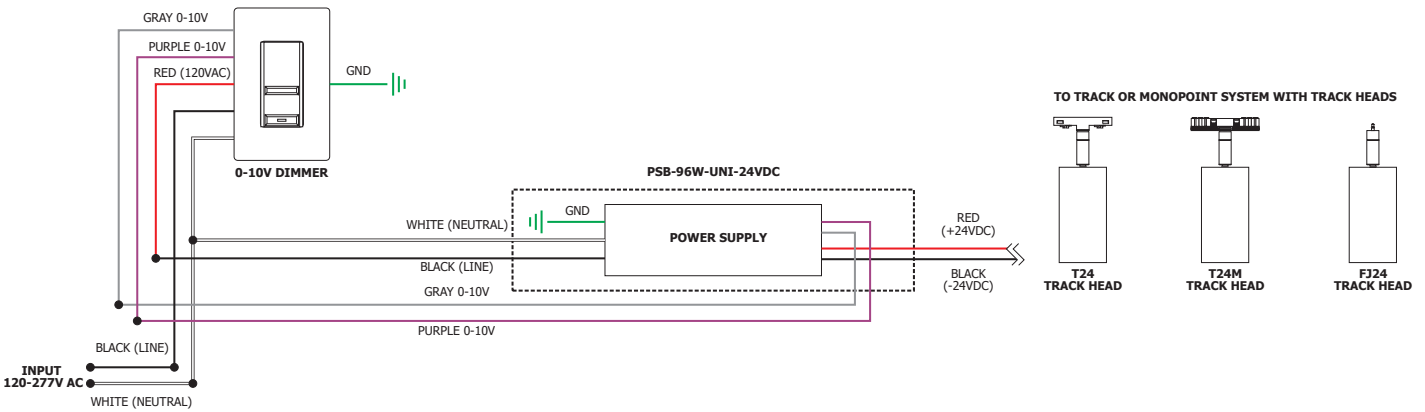 GRAY 0-10V
PURPLE 0-10V
RED (120VAC)
GND
0-10V DIMMER
TO TRACK OR MONOPOINT SYSTEM WITH TRACK HEADS
PSB-96W-UNI-24VDC
WHITE (NEUTRAL)
GND
POWER SUPPLY
RED
(+24VDC)
BLACK (LINE)
BLACK
(-24VDC)
T24
TRACK HEAD
T24M
TRACK HEAD
FJ24
TRACK HEAD
GRAY 0-10V
PURPLE 0-10V
BLACK (LINE)
INPUT
120-277V AC
WHITE (NEUTRAL)